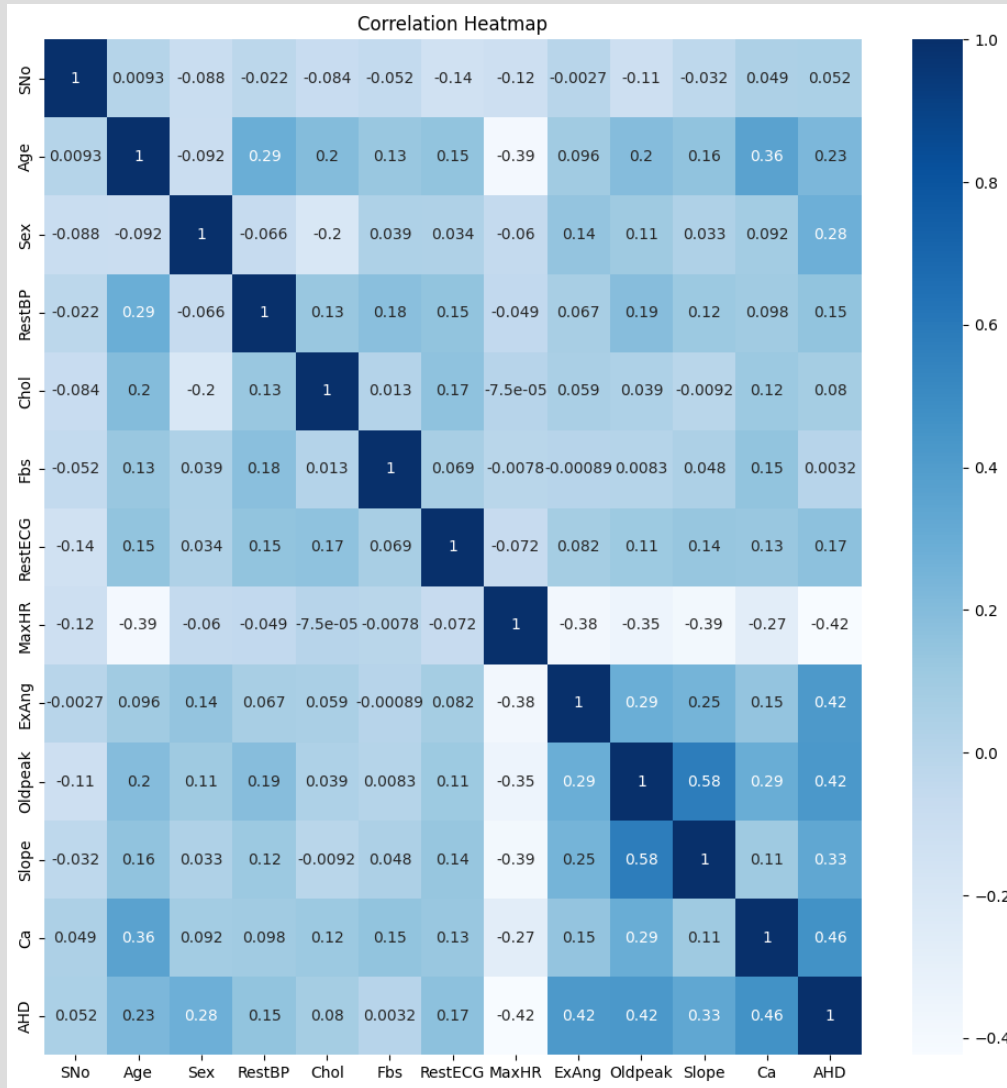 Correlation Heatmap
SNo 1 0.0093 -0.088 -0.022 -0.084 -0.052 -0.14 -0.12 -0.0027 -0.11 -0.032 0.049 0.052
Age 0.0093 1 -0.092 0.29 0.2 0.13 0.15 -0.39 0.096 0.2 0.16 0.36 0.23
Sex -0.088 -0.092 1 -0.066 -0.2 0.039 0.034 -0.06 0.14 0.11 0.033 0.092 0.28
RestBP -0.022 0.29 -0.066 1 0.13 0.18 0.15 -0.049 0.067 0.19 0.12 0.098 0.15
Chol -0.084 0.2 -0.2 0.13 1 0.013 0.17 -7.5e-05 0.059 0.039 -0.0092 0.12 0.08
Fbs -0.052 0.13 0.039 0.18 0.013 1 0.069 -0.0078 -0.00089 0.0083 0.048 0.15 0.0032
RestECG -0.14 0.15 0.034 0.15 0.17 0.069 1 -0.072 0.082 0.11 0.14 0.13 0.17
MaxHR -0.12 -0.39 -0.06 -0.049 -7.5e-05 -0.0078 -0.072 1 -0.38 -0.35 -0.39 -0.27 -0.42
ExAng -0.0027 0.096 0.14 0.067 0.059 -0.00089 0.082 -0.38 1 0.29 0.25 0.15 0.42
Oldpeak -0.11 0.2 0.11 0.19 0.039 0.0083 0.11 -0.35 0.29 1 0.58 0.29 0.42
Slope -0.032 0.16 0.033 0.12 -0.0092 0.048 0.14 -0.39 0.25 0.58 1 0.11 0.33
Ca 0.049 0.36 0.092 0.098 0.12 0.15 0.13 -0.27 0.15 0.29 0.11 1 0.46
AHD 0.052 0.23 0.28 0.15 0.08 0.0032 0.17 -0.42 0.42 0.42 0.33 0.46 1
SNo Age Sex RestBP Chol Fbs RestECG MaxHR ExAng Oldpeak Slope Ca AHD
1.0
0.8
0.6
0.4
0.2
0.0
−0.2
−0.4